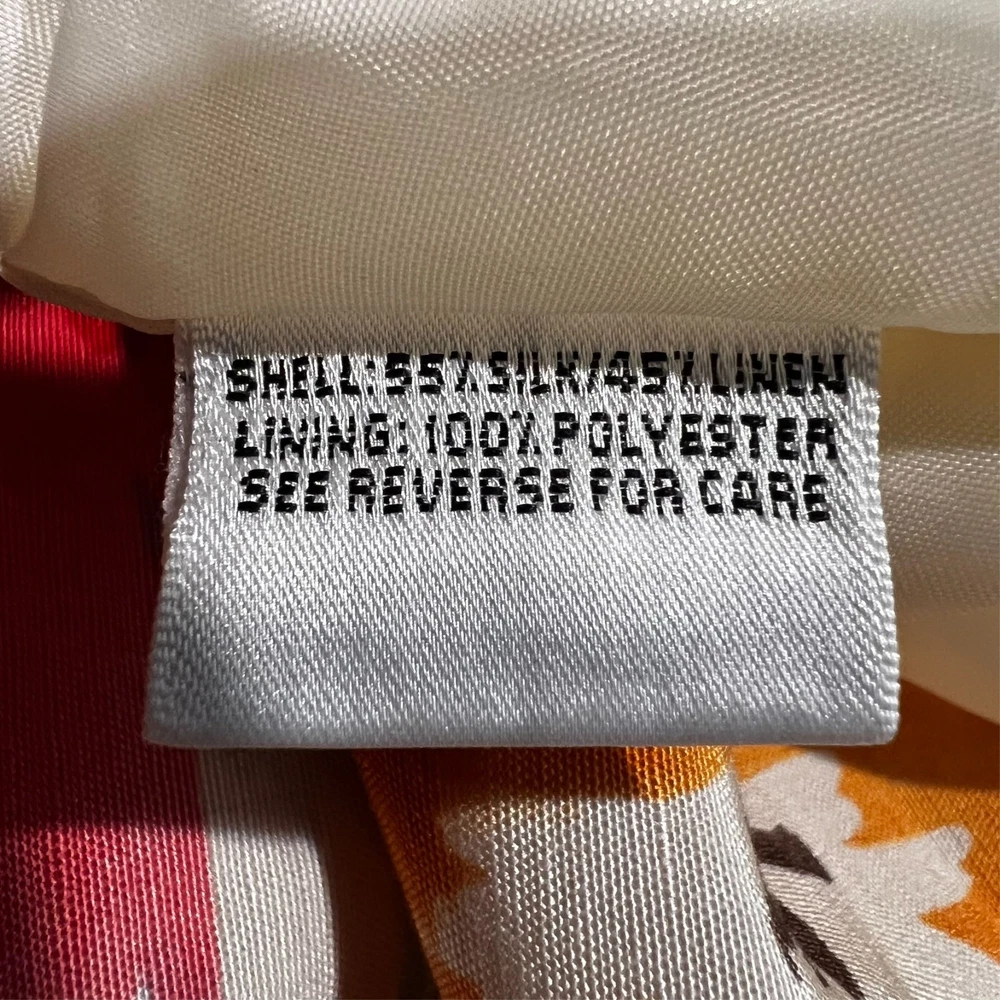 SHELL:55% SILK/45% LINEN
LINING: 100% POLYESTER
SEE REVERSE FOR CARE